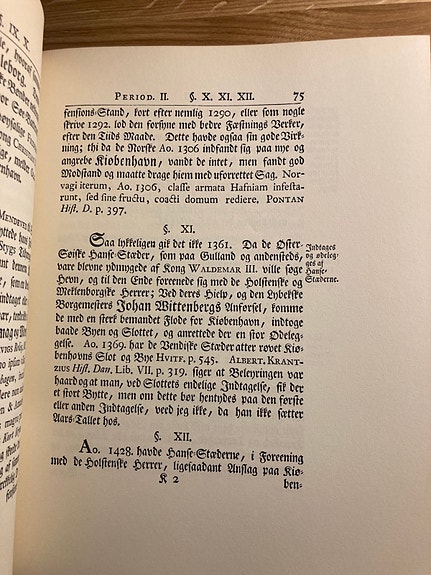 Period. II. §. X. XI. XII. 75
fensions-Stand, kort efter nemlig 1290, eller som nogle
skrive 1292. lod den forsyne med bedre Fæstnings Verker,
efter den Tiids Maade. Dette havde ogsaa sin gode Virk-
ning; thi da de Norske Ao. 1306 indfandt sig paa nye og
angrebe Kiøbenhavn, vandt de intet, men fandt god
Modstand og maatte drage hiem med uforrettet Sag. Nor-
vagi iterum, Ao. 1306, classe armata Hafniam infesta-
runt, sed sine fructu, coacti domum rediere. Pontan
Hist. D. p. 397.
§. XI.
Saa lykkeligen gik det ikke 1361. Da de Øster-
Søiske Hanse-Stæder, som paa Gulland og andensteds,
vare blevne ydmygede af Kong Waldemar III. ville søge
Hevn, og til den Ende foreenede sig med de Holstenske og
Meklenborgske Herrer; Ved deres Hielp, og den Lybekske
Borgemesters Johan Wittenbergs Anførsel, komme
de med en sterk bemandet Flode for Kiøbenhavn, indtoge
baade Byen og Slottet, og anrettede der en stor Ødeleg-
gelse. Ao. 1369. har de Vendiske Stæder atter røvet Kiø-
benhavns Slot og Bye Hvitf. p. 545. Albert. Krant-
zius Hist. Dan. Lib. VII. p. 319. siger at Beleyringen var
haard og at man, ved Slottets endelige Indtagelse, fik der
et stort Bytte, men om dette bør hentydes paa den første
eller anden Indtagelse, ved jeg ikke, da han ikke sætter
Aars-Tallet hos.
Indtages
og ødeleg-
ges af
Hanse-
Stæderne.
§. XII.
Ao. 1428. havde Hanse-Stæderne, i Foreening
med de Holstenske Herrer, ligesaadant Anslag paa Kiø-
K 2 ben-